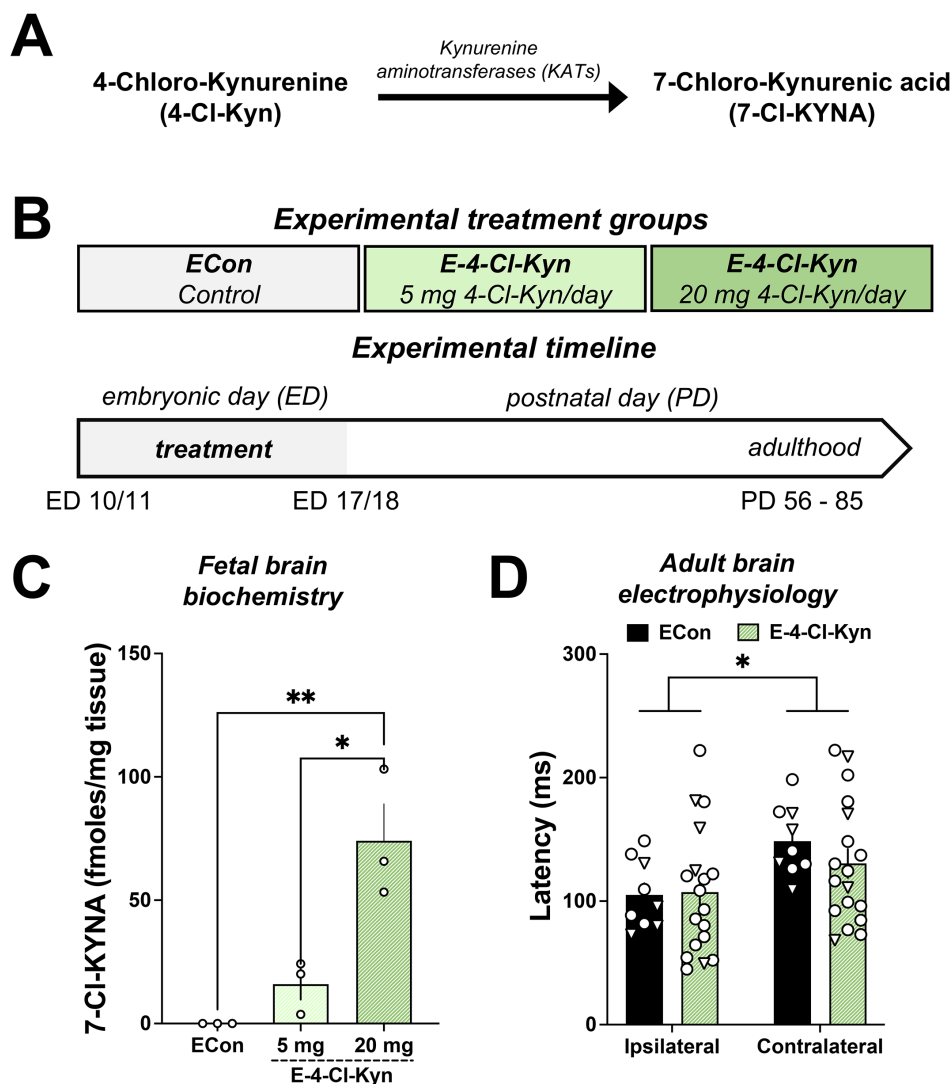 A
4-Chloro-Kynurenine
(4-Cl-Kyn)
Kynurenine
aminotransferases (KATs)
7-Chloro-Kynurenic acid
(7-Cl-KYNA)
B
Experimental treatment groups
ECon
Control
E-4-Cl-Kyn
5 mg 4-Cl-Kyn/day
E-4-Cl-Kyn
20 mg 4-Cl-Kyn/day
Experimental timeline
embryonic day (ED)
postnatal day (PD)
treatment
adulthood
ED 10/11
ED 17/18
PD 56 - 85
C
Fetal brain
biochemistry
7-Cl-KYNA (fmoles/mg tissue)
150
100
50
0
**
*
ECon
5 mg
20 mg
E-4-Cl-Kyn
D
Adult brain
electrophysiology
ECon
E-4-Cl-Kyn
Latency (ms)
300
200
100
0
*
Ipsilateral
Contralateral